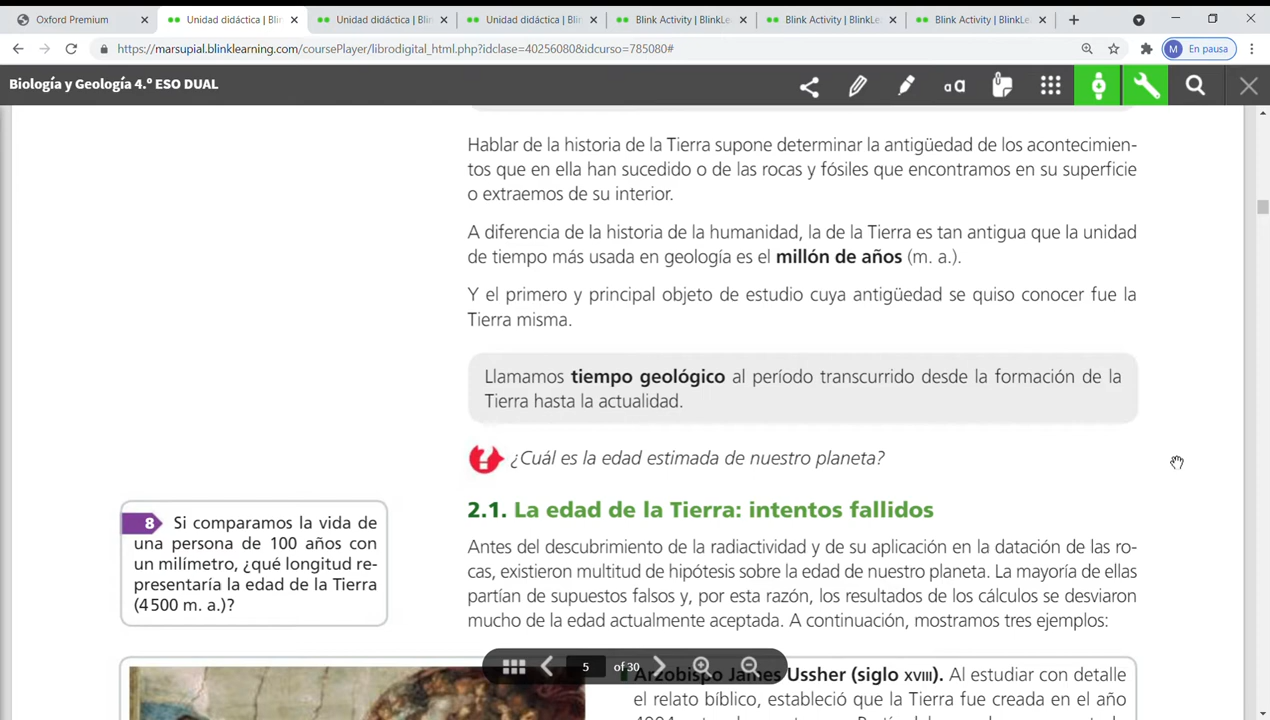 Oxford Premium
Unidad didáctica | Blin
Unidad didáctica | Blin
Unidad didáctica | Blin
Blink Activity | BlinkLe
Blink Activity | BlinkLe
Blink Activity | BlinkLe
https://marsupial.blinklearning.com/coursePlayer/librodigital_html.php?idclase=40256080&idcurso=785080#
M En pausa
Biología y Geología 4.º ESO DUAL
aa
Hablar de la historia de la Tierra supone determinar la antigüedad de los acontecimien-
tos que en ella han sucedido o de las rocas y fósiles que encontramos en su superficie
o extraemos de su interior.
A diferencia de la historia de la humanidad, la de la Tierra es tan antigua que la unidad
de tiempo más usada en geología es el millón de años (m. a.).
Y el primero y principal objeto de estudio cuya antigüedad se quiso conocer fue la
Tierra misma.
Llamamos tiempo geológico al período transcurrido desde la formación de la
Tierra hasta la actualidad.
¿Cuál es la edad estimada de nuestro planeta?
8 Si comparamos la vida de
una persona de 100 años con
un milímetro, ¿qué longitud re-
presentaría la edad de la Tierra
(4 500 m. a.)?
2.1. La edad de la Tierra: intentos fallidos
Antes del descubrimiento de la radiactividad y de su aplicación en la datación de las ro-
cas, existieron multitud de hipótesis sobre la edad de nuestro planeta. La mayoría de ellas
partían de supuestos falsos y, por esta razón, los resultados de los cálculos se desviaron
mucho de la edad actualmente aceptada. A continuación, mostramos tres ejemplos:
5 of 30
Arzobispo James Ussher (siglo XVIII). Al estudiar con detalle
el relato bíblico, estableció que la Tierra fue creada en el año